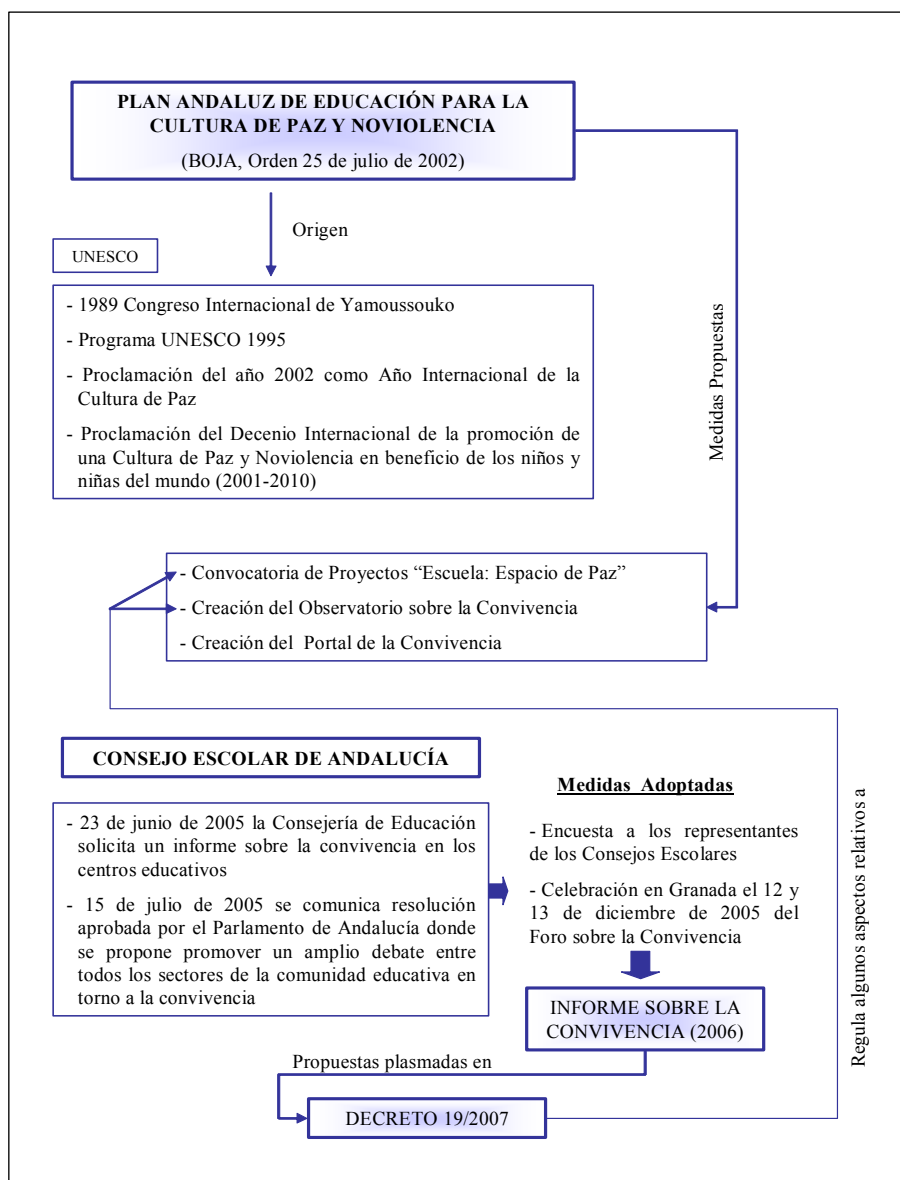 PLAN ANDALUZ DE EDUCACIÓN PARA LA
CULTURA DE PAZ Y NOVIOLENCIA
(BOJA, Orden 25 de julio de 2002)
Origen
UNESCO
- 1989 Congreso Internacional de Yamoussouko
- Programa UNESCO 1995
- Proclamación del año 2002 como Año Internacional de la
Cultura de Paz
- Proclamación del Decenio Internacional de la promoción de
una Cultura de Paz y Noviolencia en beneficio de los niños y
niñas del mundo (2001-2010)
Medidas Propuestas
- Convocatoria de Proyectos “Escuela: Espacio de Paz”
- Creación del Observatorio sobre la Convivencia
- Creación del Portal de la Convivencia
CONSEJO ESCOLAR DE ANDALUCÍA
- 23 de junio de 2005 la Consejería de Educación
solicita un informe sobre la convivencia en los
centros educativos
- 15 de julio de 2005 se comunica resolución
aprobada por el Parlamento de Andalucía donde
se propone promover un amplio debate entre
todos los sectores de la comunidad educativa en
torno a la convivencia
Medidas Adoptadas
- Encuesta a los representantes
de los Consejos Escolares
- Celebración en Granada el 12 y
13 de diciembre de 2005 del
Foro sobre la Convivencia
INFORME SOBRE LA
CONVIVENCIA (2006)
Propuestas plasmadas en
DECRETO 19/2007
Regula algunos aspectos relativos a